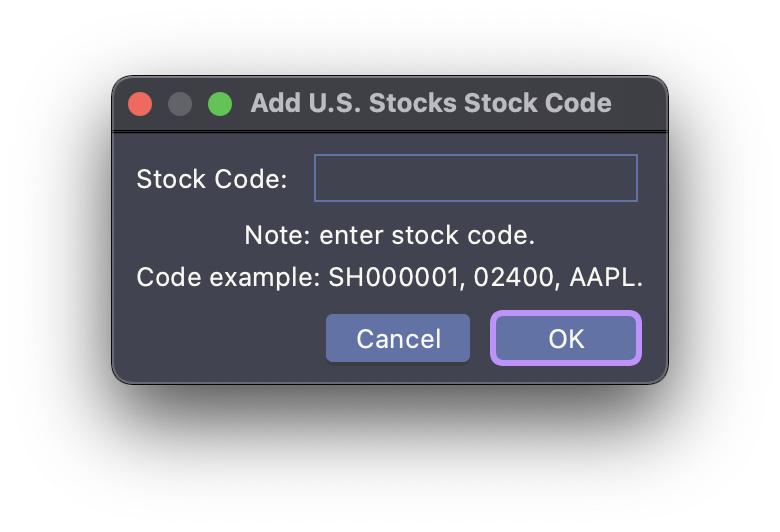 Add U.S. Stocks Stock Code
Stock Code:
Note: enter stock code.
Code example: SH000001, 02400, AAPL.
Cancel OK